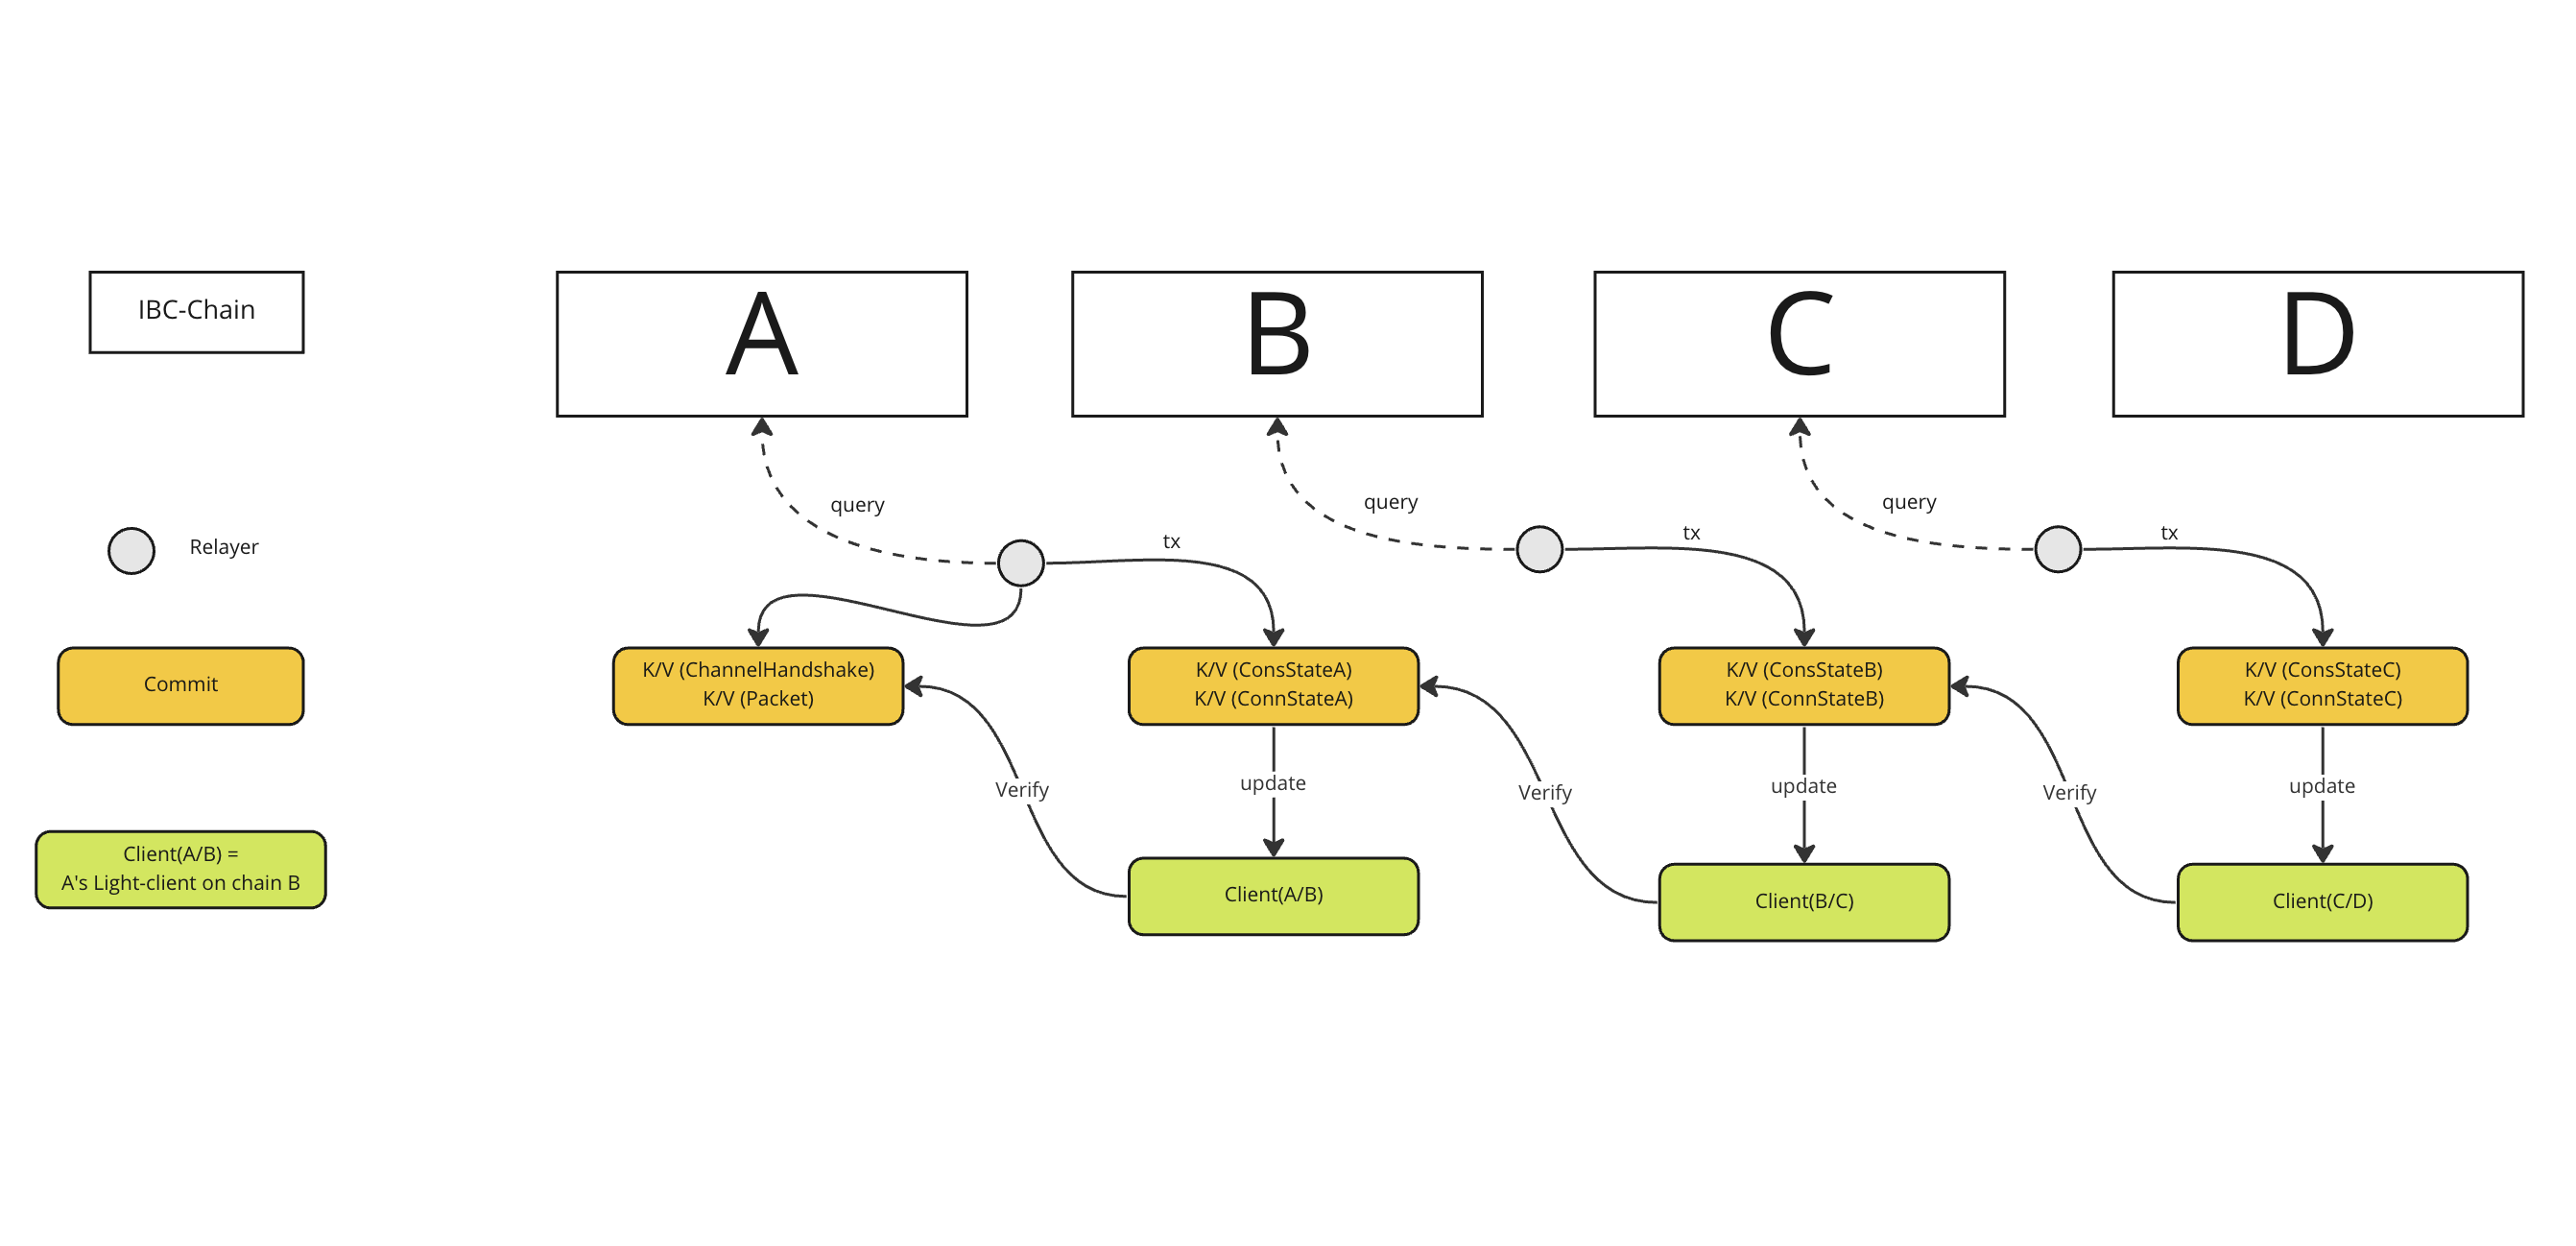 IBC-Chain
A
B
C
D
query
query
query
Relayer
tx
tx
tx
Commit
K/V (ChannelHandshake)
K/V (Packet)
K/V (ConsStateA)
K/V (ConnStateA)
K/V (ConsStateB)
K/V (ConnStateB)
K/V (ConsStateC)
K/V (ConnStateC)
Verify
update
Verify
update
Verify
update
Client(A/B) =
A's Light-client on chain B
Client(A/B)
Client(B/C)
Client(C/D)